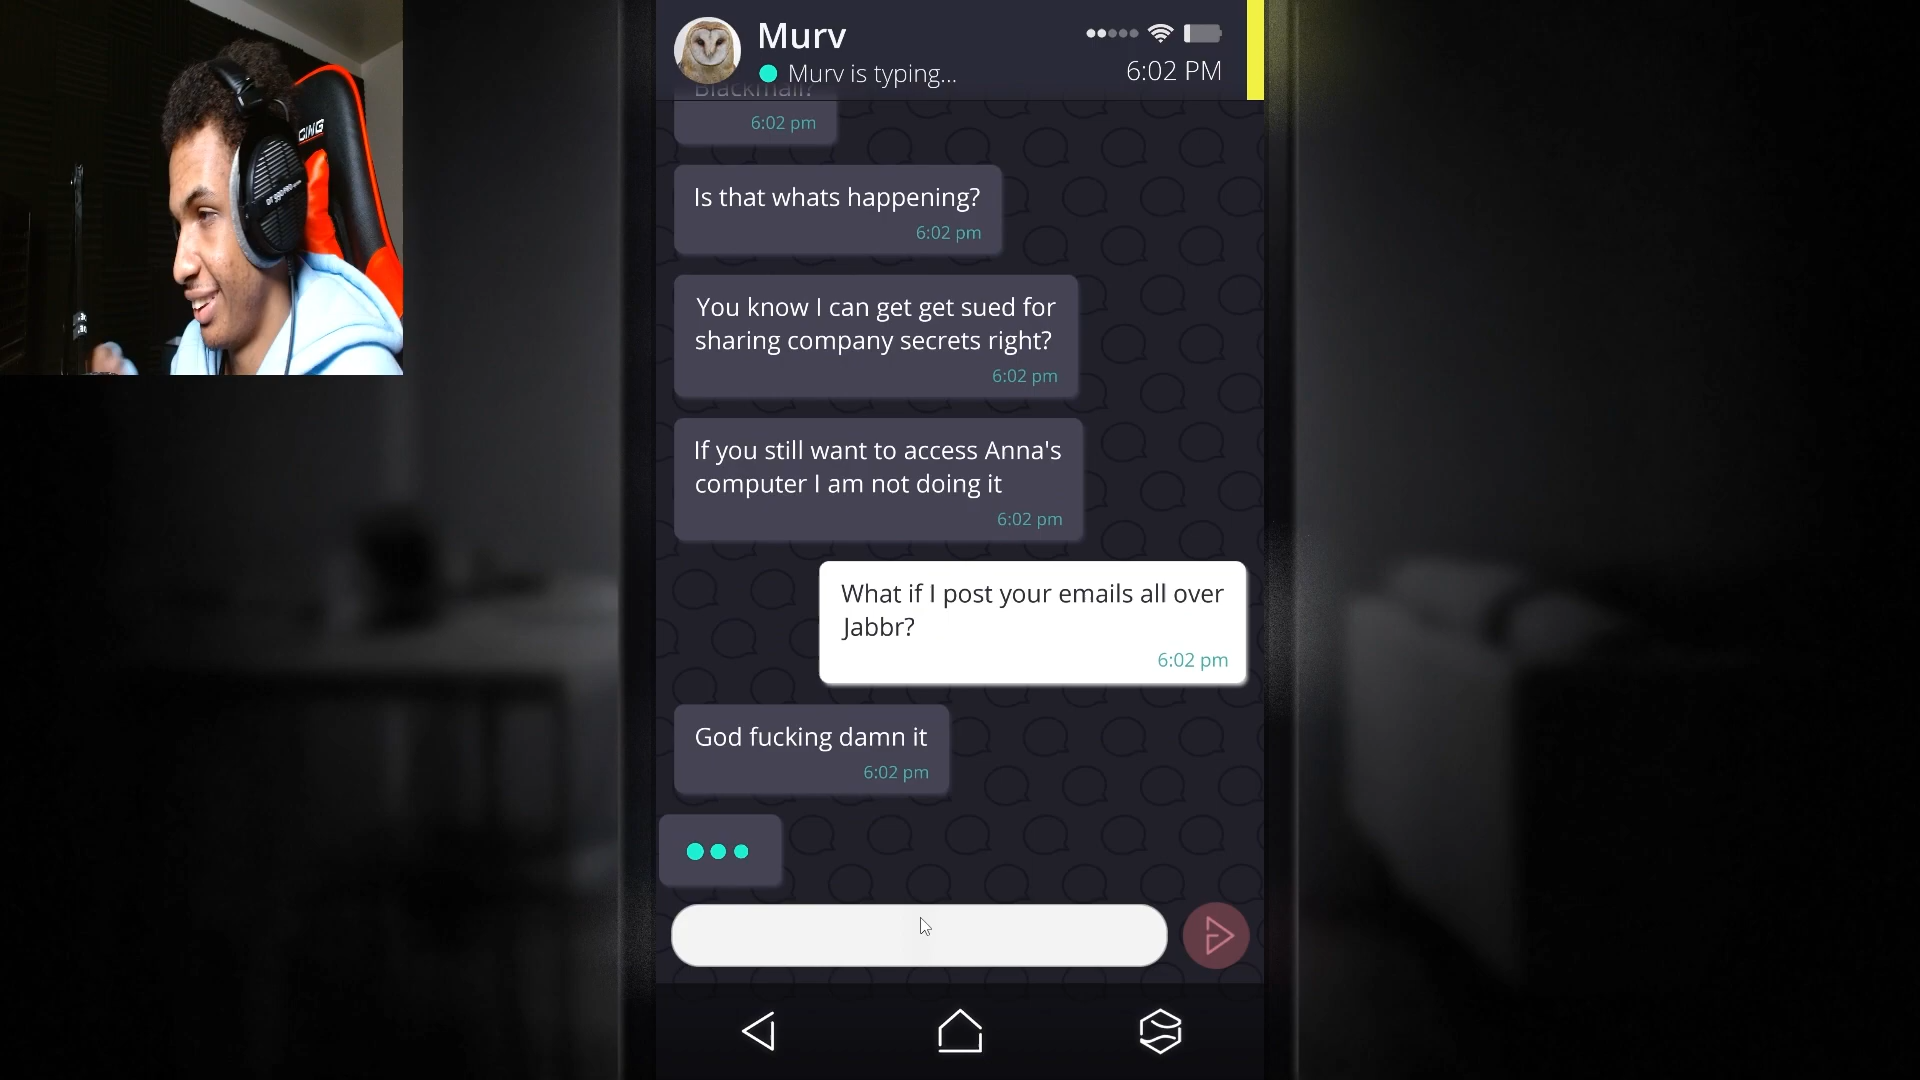 Murv
Murv is typing...
6:02 PM
Blackmail?
6:02 pm
Is that whats happening?
6:02 pm
You know I can get get sued for
sharing company secrets right?
6:02 pm
If you still want to access Anna's
computer I am not doing it
6:02 pm
What if I post your emails all over
Jabbr?
6:02 pm
God fucking damn it
6:02 pm